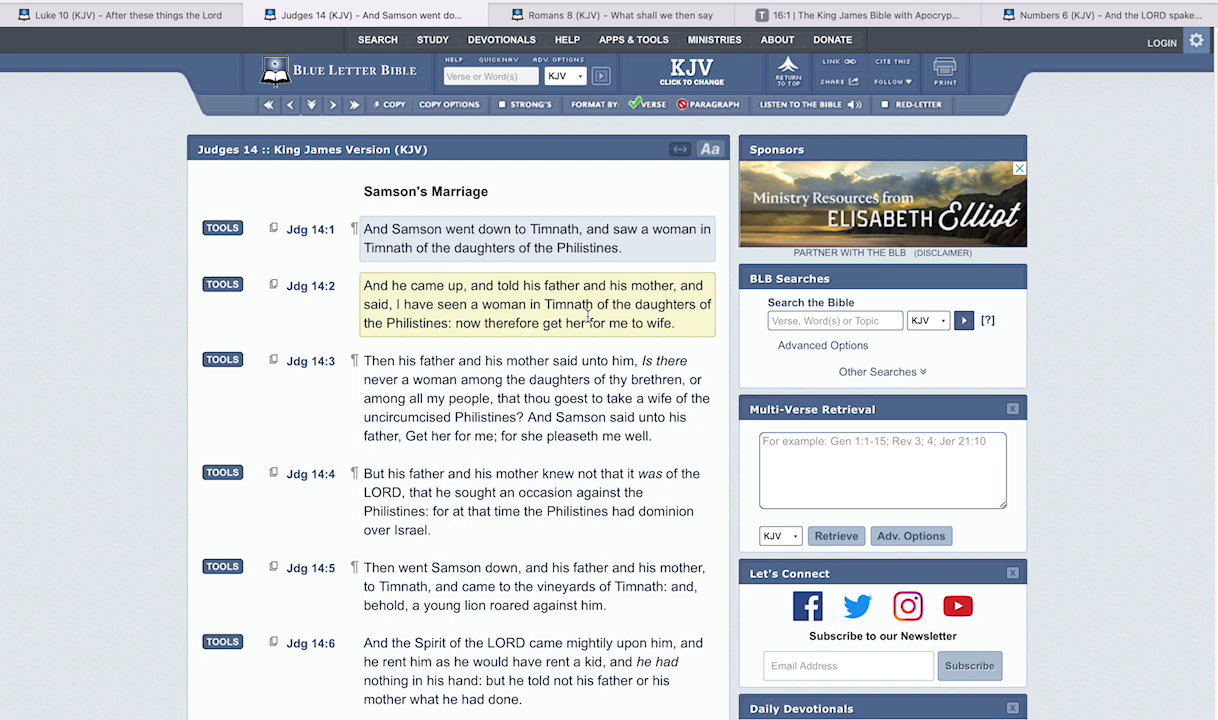 Luke 10 (KJV) - After these things the Lord
Judges 14 (KJV) - And Samson went do...
Romans 8 (KJV) - What shall we then say
T 16:1 | The King James Bible with Apocryp...
Numbers 6 (KJV) - And the LORD spake...
SEARCH STUDY DEVOTIONALS HELP APPS & TOOLS MINISTRIES ABOUT DONATE
LOGIN
BLUE LETTER BIBLE
HELP QUICKNAV ADV. OPTIONS
Verse or Word(s) KJV
KJV
CLICK TO CHANGE
RETURN
TO TOP
LINK CITE THIS
SHARE FOLLOW
PRINT
COPY COPY OPTIONS STRONG'S FORMAT BY: VERSE PARAGRAPH LISTEN TO THE BIBLE RED-LETTER
Judges 14 :: King James Version (KJV)
Aa
Samson's Marriage
TOOLS Jdg 14:1 ¶ And Samson went down to Timnath, and saw a woman in
Timnath of the daughters of the Philistines.
TOOLS Jdg 14:2 And he came up, and told his father and his mother, and
said, I have seen a woman in Timnath of the daughters of
the Philistines: now therefore get her for me to wife.
TOOLS Jdg 14:3 ¶ Then his father and his mother said unto him, Is there
never a woman among the daughters of thy brethren, or
among all my people, that thou goest to take a wife of the
uncircumcised Philistines? And Samson said unto his
father, Get her for me; for she pleaseth me well.
TOOLS Jdg 14:4 ¶ But his father and his mother knew not that it was of the
LORD, that he sought an occasion against the
Philistines: for at that time the Philistines had dominion
over Israel.
TOOLS Jdg 14:5 ¶ Then went Samson down, and his father and his mother,
to Timnath, and came to the vineyards of Timnath: and,
behold, a young lion roared against him.
TOOLS Jdg 14:6 And the Spirit of the LORD came mightily upon him, and
he rent him as he would have rent a kid, and he had
nothing in his hand: but he told not his father or his
mother what he had done.
Sponsors
Ministry Resources from
ELISABETH Elliot
PARTNER WITH THE BLB (DISCLAIMER)
BLB Searches
Search the Bible
Verse, Word(s) or Topic KJV [?]
Advanced Options
Other Searches
Multi-Verse Retrieval
For example: Gen 1:1-15; Rev 3; 4; Jer 21:10
KJV Retrieve Adv. Options
Let's Connect
Subscribe to our Newsletter
Email Address Subscribe
Daily Devotionals